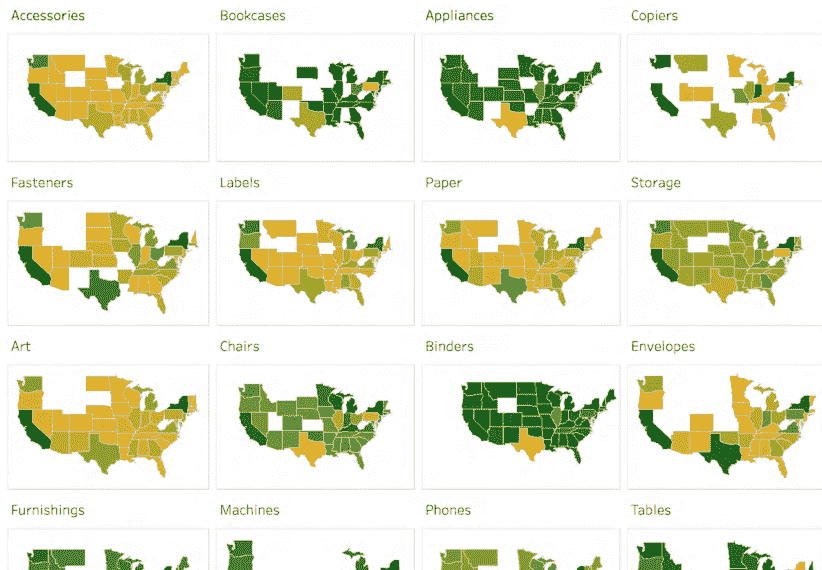 Accessories
Bookcases
Appliances
Copiers
Fasteners
Labels
Paper
Storage
Art
Chairs
Binders
Envelopes
Furnishings
Machines
Phones
Tables